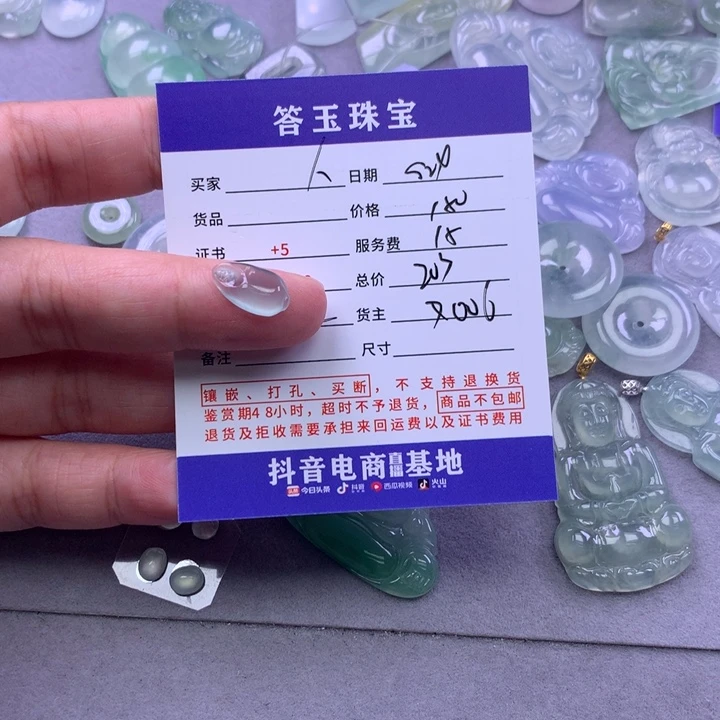 答玉珠宝
买家 日期
货品 价格 180
证书 +5 服务费 18
总价 203
货主
备注 尺寸
镶嵌、打孔、买断，不支持退换货
鉴赏期48小时，超时不予退货，商品不包邮
退货及拒收需要承担来回运费以及证书费用
抖音电商直播基地
头条 今日头条 抖音 西瓜视频 火山